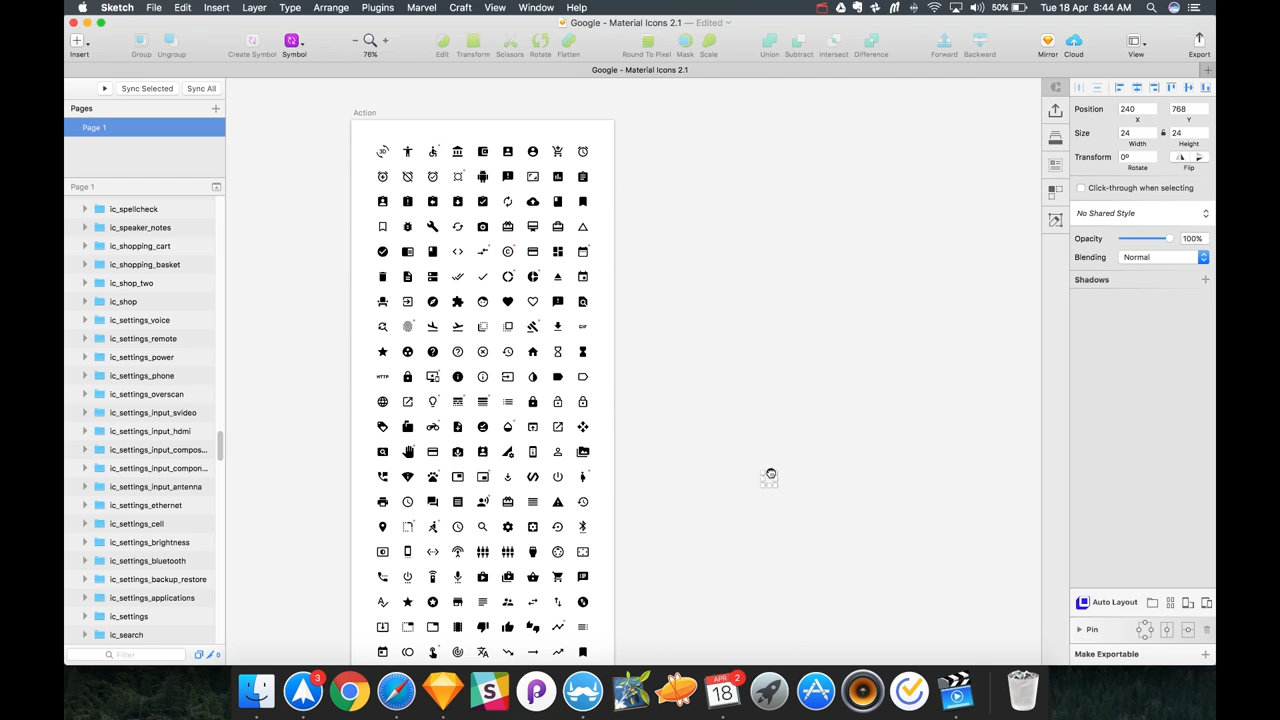 Sketch File Edit Insert Layer Type Arrange Plugins Marvel Craft View Window Help 50% Tue 18 Apr 8:44 AM
Google - Material Icons 2.1 — Edited
Insert Group Ungroup Create Symbol Symbol 76% Edit Transform Scissors Rotate Flatten Round To Pixel Mask Scale Union Subtract Intersect Difference Forward Backward Mirror Cloud View Export
Google - Material Icons 2.1
Sync Selected Sync All
Pages
Page 1
Page 1
ic_spellcheck
ic_speaker_notes
ic_shopping_cart
ic_shopping_basket
ic_shop_two
ic_shop
ic_settings_voice
ic_settings_remote
ic_settings_power
ic_settings_phone
ic_settings_overscan
ic_settings_input_svideo
ic_settings_input_hdmi
ic_settings_input_compos...
ic_settings_input_compon...
ic_settings_input_antenna
ic_settings_ethernet
ic_settings_cell
ic_settings_brightness
ic_settings_bluetooth
ic_settings_backup_restore
ic_settings_applications
ic_settings
ic_search
Filter
0
Action
3D
GIF
HTTP
Position 240 768
X Y
Size 24 24
Width Height
Transform 0º
Rotate Flip
Click-through when selecting
No Shared Style
Opacity 100%
Blending Normal
Shadows
Auto Layout
Pin
Make Exportable
3
APR
18
2